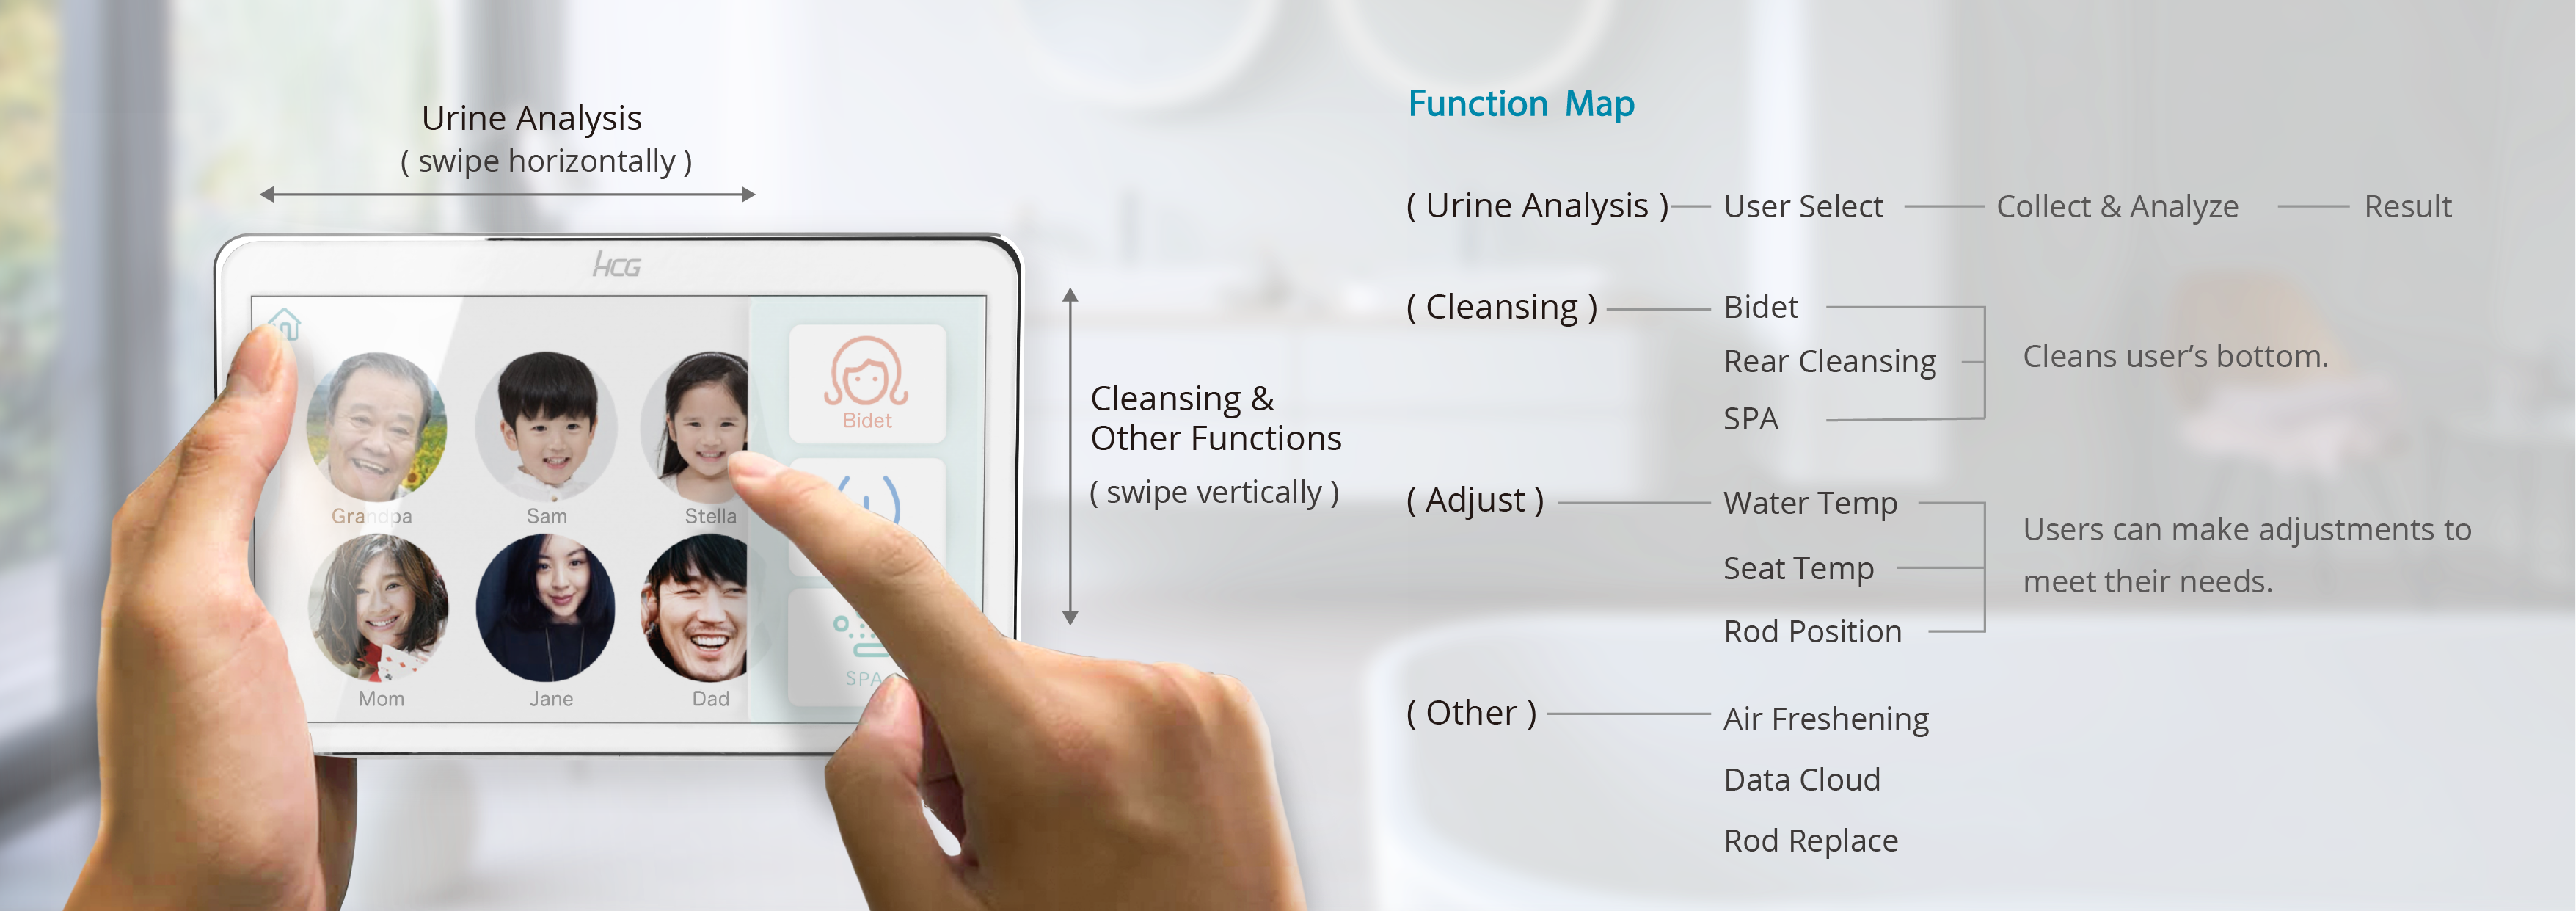 Urine Analysis
( swipe horizontally )
HCG
Grandpa
Sam
Stella
Mom
Jane
Dad
Bidet
SPA
Cleansing &
Other Functions
( swipe vertically )
Function Map
( Urine Analysis ) User Select Collect & Analyze Result
( Cleansing ) Bidet
Rear Cleansing
SPA
Cleans user’s bottom.
( Adjust ) Water Temp
Seat Temp
Rod Position
Users can make adjustments to
meet their needs.
( Other ) Air Freshening
Data Cloud
Rod Replace